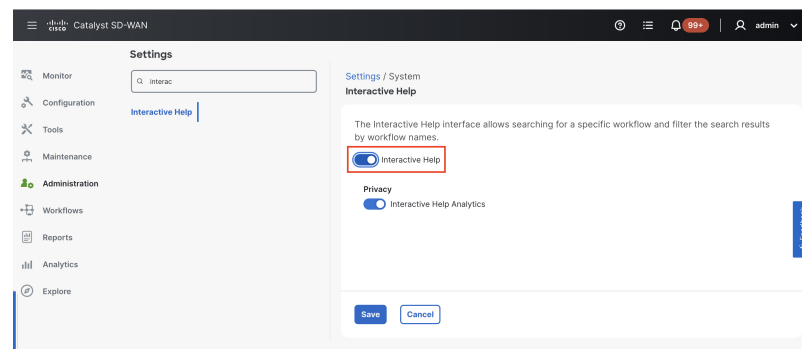 cisco Catalyst SD-WAN
99+
admin
Settings
interac
Interactive Help
Monitor
Configuration
Tools
Maintenance
Administration
Workflows
Reports
Analytics
Explore
Settings / System
Interactive Help
The Interactive Help interface allows searching for a specific workflow and filter the search results
by workflow names.
Interactive Help
Privacy
Interactive Help Analytics
Save
Cancel